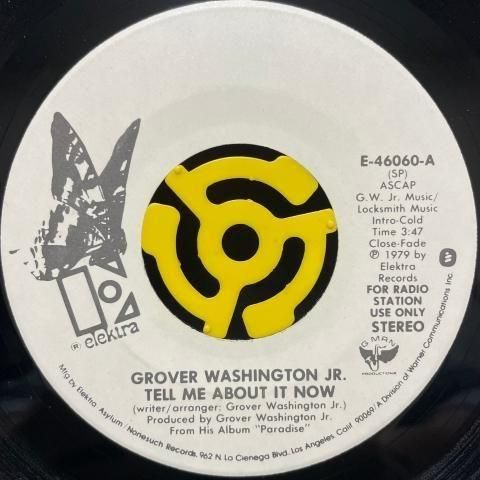 E-46060-A
(SP)
ASCAP
G.W. Jr. Music/
Locksmith Music
Intro-Cold
Time 3:47
Close-Fade
℗ 1979 by
Elektra
Records
FOR RADIO
STATION
USE ONLY
STEREO
G MAN
PRODUCTIONS
® elektra
GROVER WASHINGTON JR.
TELL ME ABOUT IT NOW
(writer/arranger: Grover Washington Jr.)
Produced by Grover Washington Jr.
From His Album "Paradise"
Mfg by Elektra Asylum/Nonesuch Records, 962 N. La Cienega Blvd. Los Angeles, Calif. 90069/A Division of Warner Communications Inc.